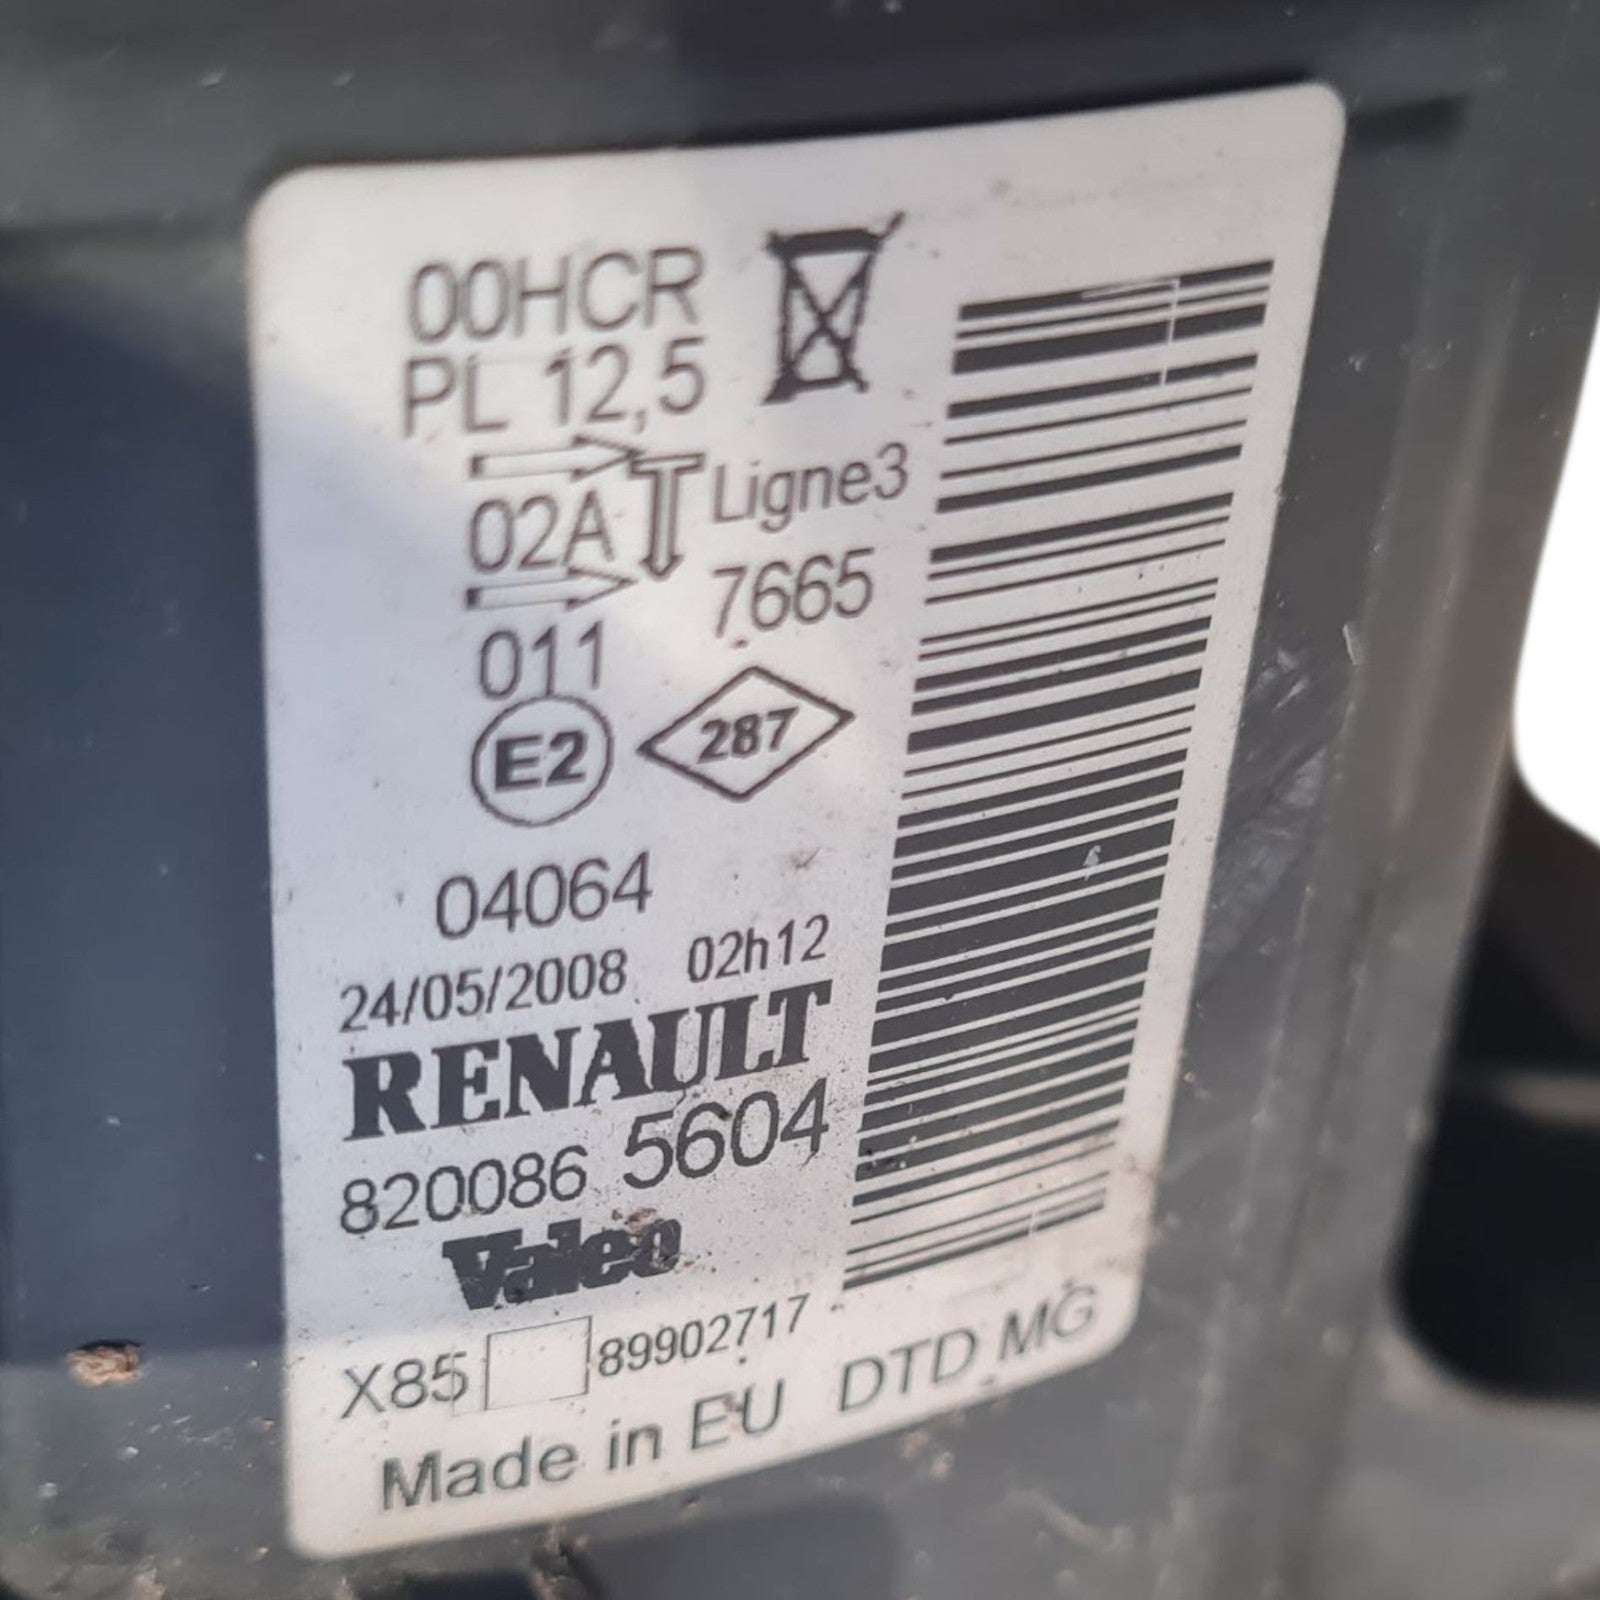 00HCR
PL 12,5
02A Ligne3
011 7665
E2 287
04064
24/05/2008 02h12
RENAULT
820086 5604
Valeo
X85 89902717
Made in EU DTD MG